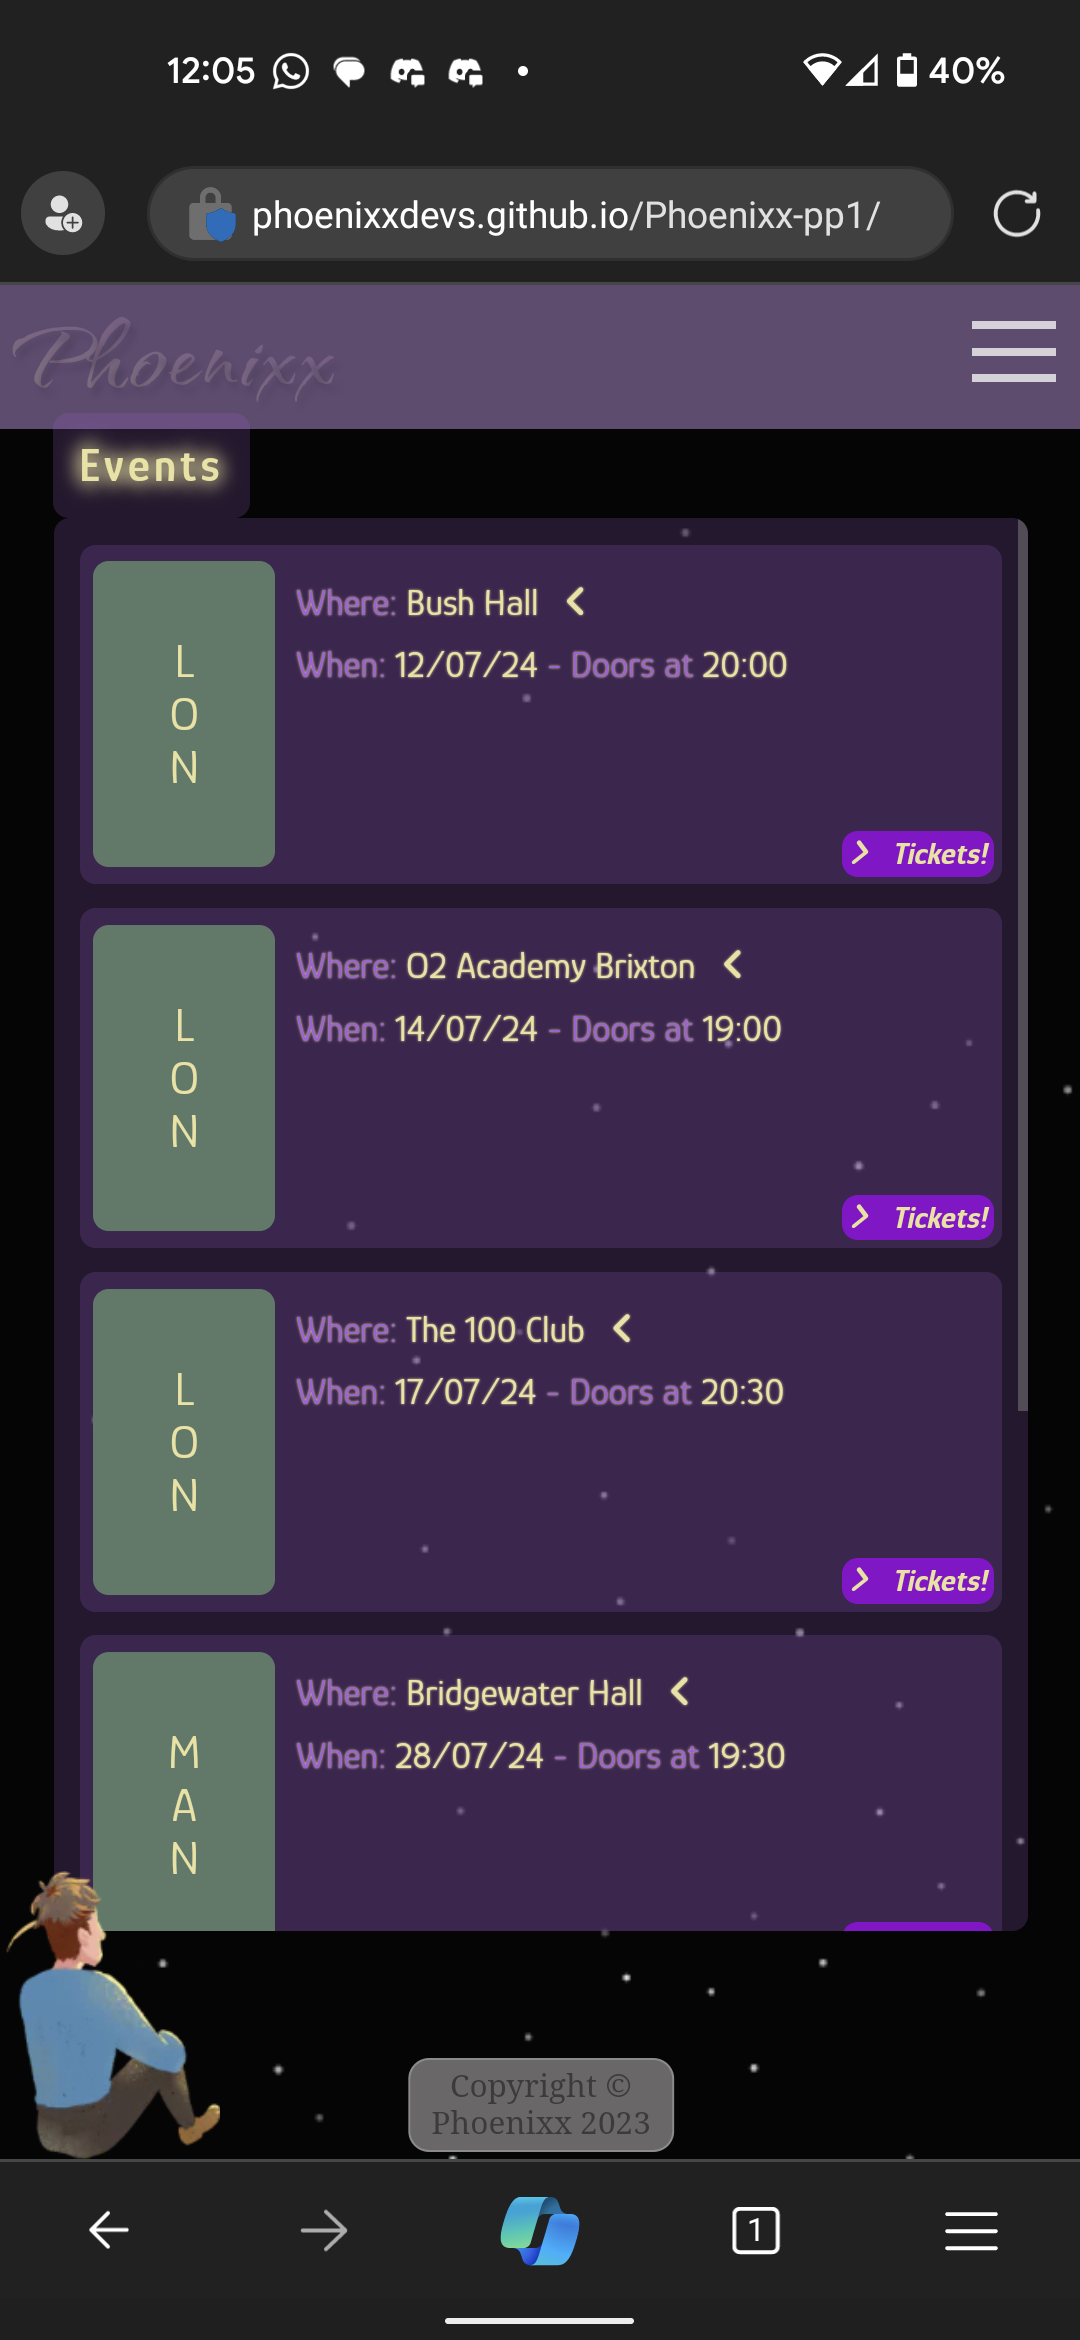 12:05
40%
phoenixxdevs.github.io/Phoenixx-pp1/
Phoenixx
Events
L
O
N
Where: Bush Hall
When: 12/07/24 - Doors at 20:00
Tickets!
L
O
N
Where: O2 Academy Brixton
When: 14/07/24 - Doors at 19:00
Tickets!
L
O
N
Where: The 100 Club
When: 17/07/24 - Doors at 20:30
Tickets!
M
A
N
Where: Bridgewater Hall
When: 28/07/24 - Doors at 19:30
Copyright ©
Phoenixx 2023
1